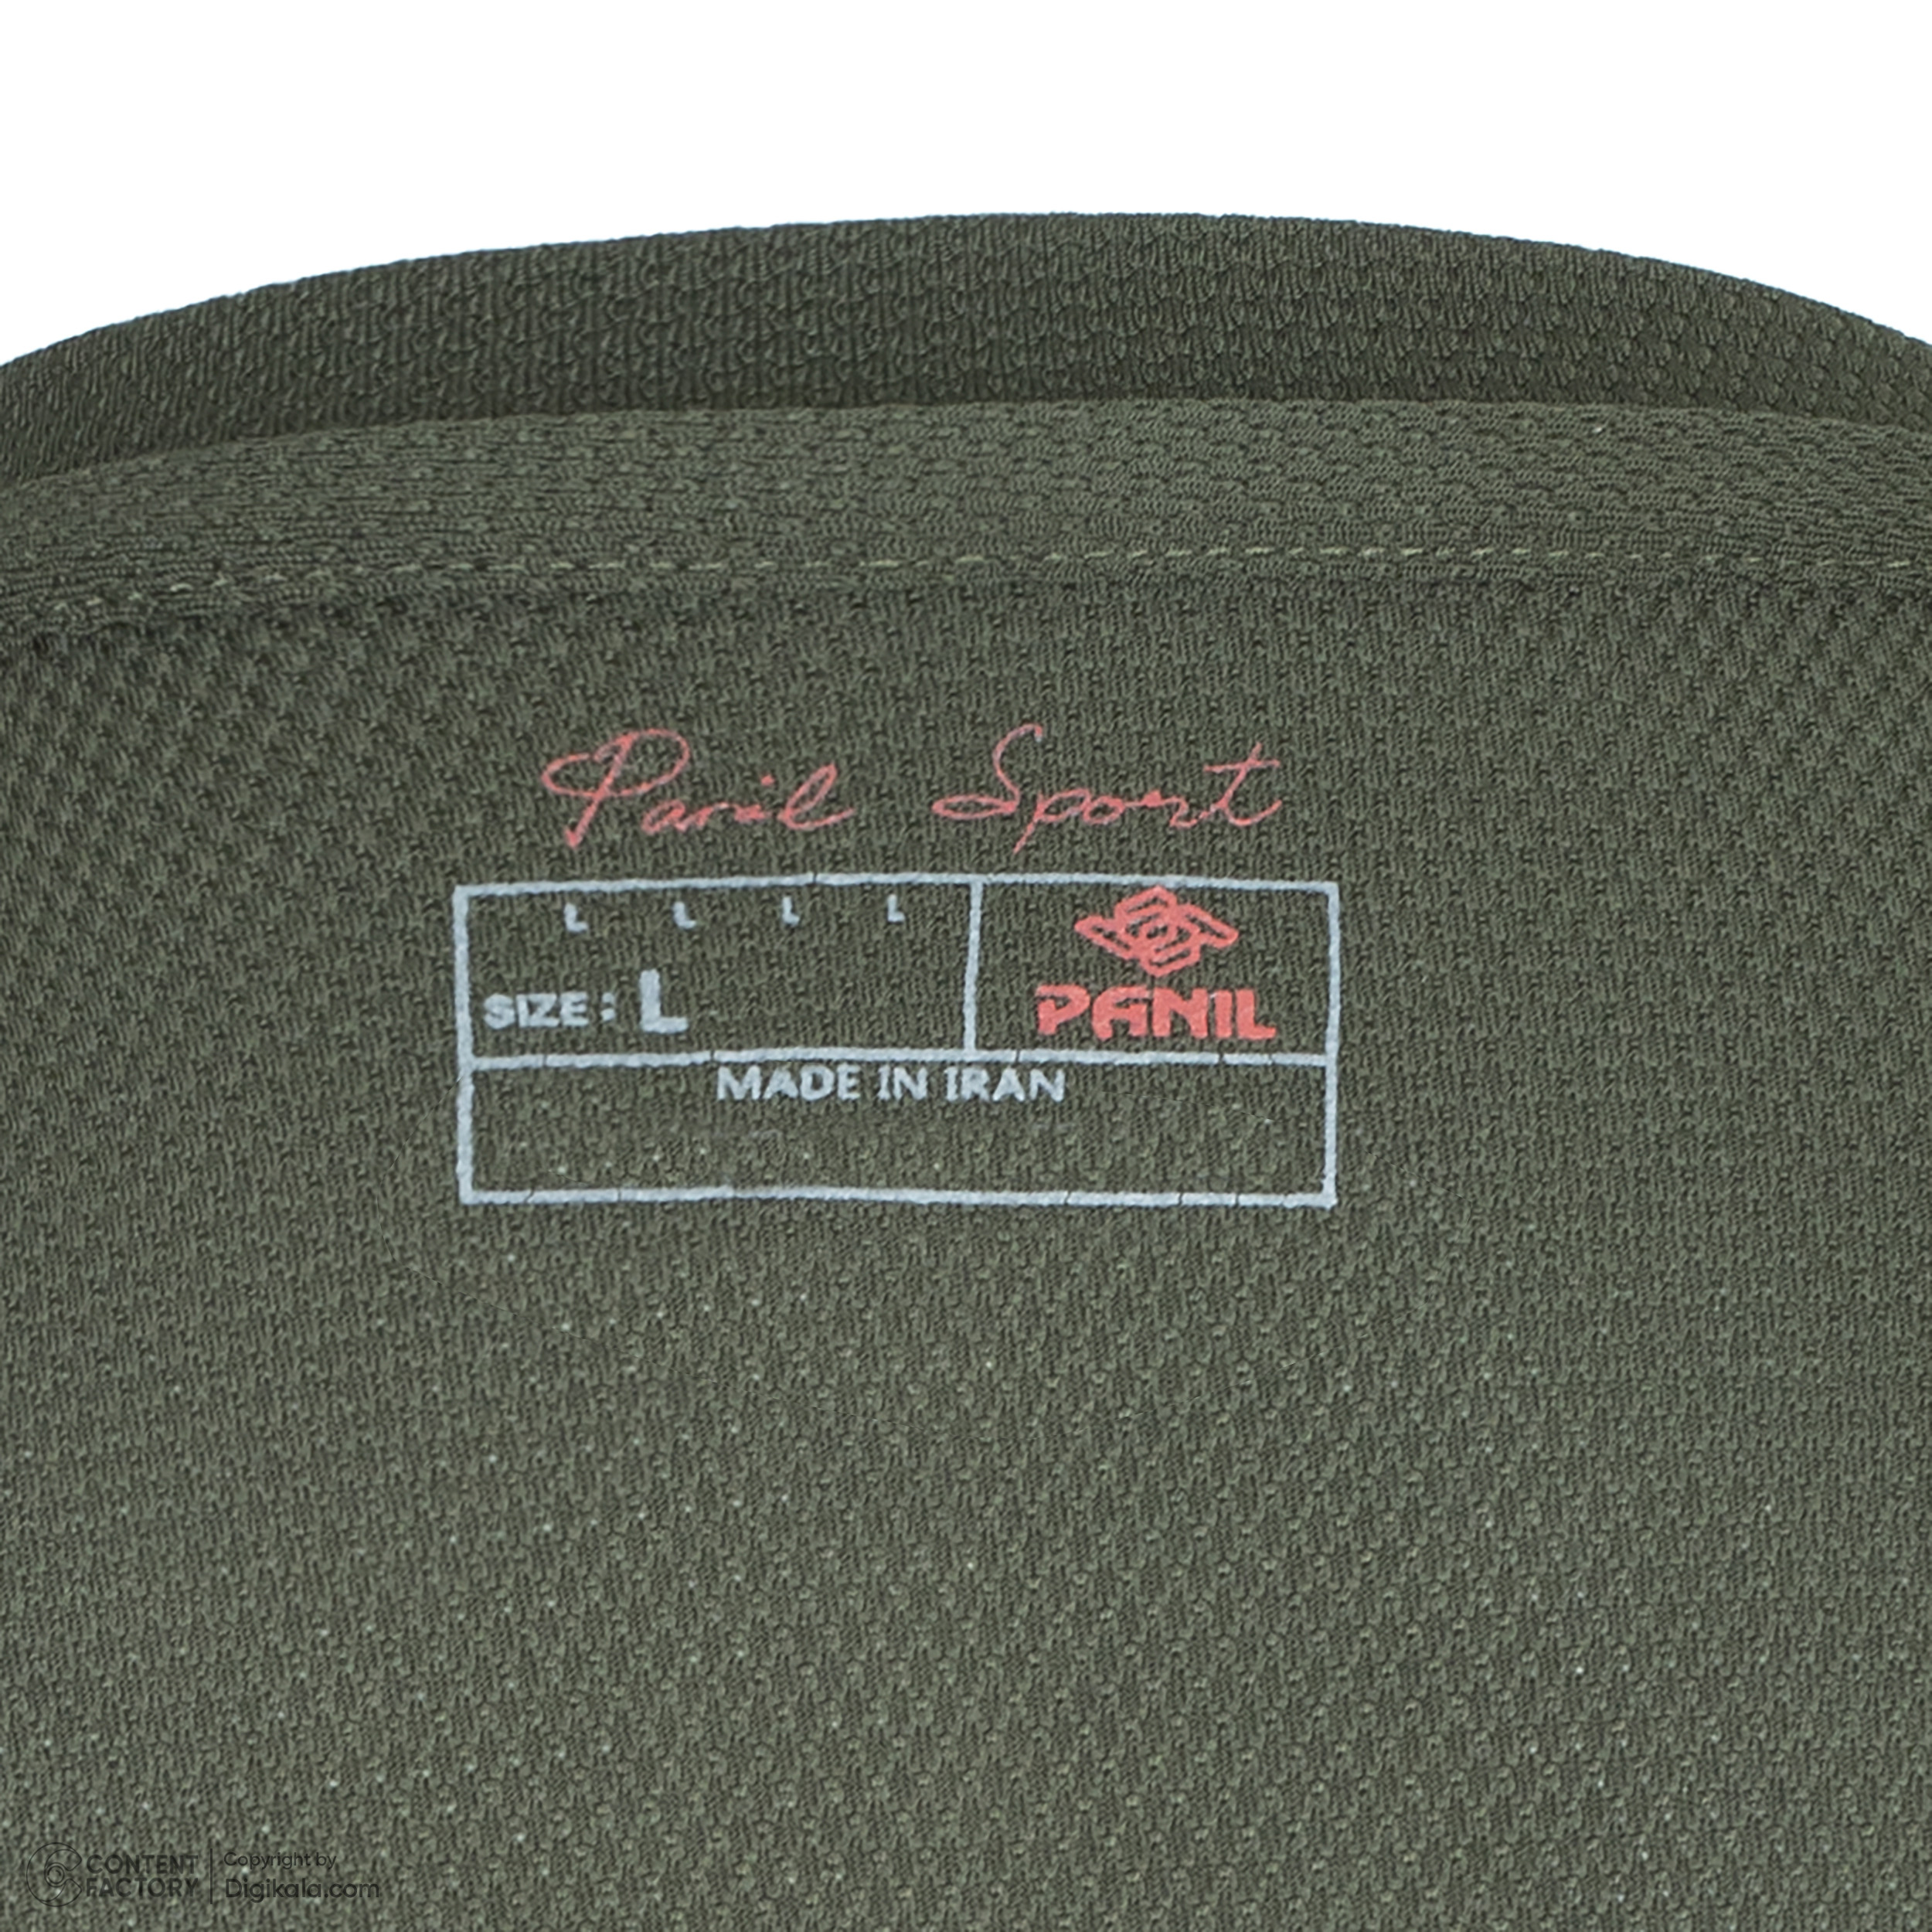 Panil Sport
L L L L
SIZE: L
PANIL
MADE IN IRAN
CONTENT FACTORY
Copyright by
Digikala.com